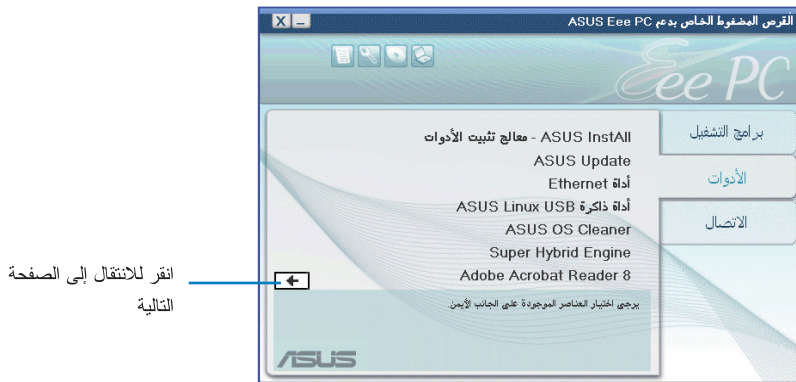 القرص المضغوط الخاص بدعم ASUS Eee PC
Eee PC
برامج التشغيل
الأدوات
الاتصال
ASUS InstAll - معالج تثبيت الأدوات
ASUS Update
أداة Ethernet
أداة ذاكرة ASUS Linux USB
ASUS OS Cleaner
Super Hybrid Engine
Adobe Acrobat Reader 8
يرجى اختيار العناصر الموجودة على الجانب الأيمن.
ASUS
انقر للانتقال إلى الصفحة
التالية